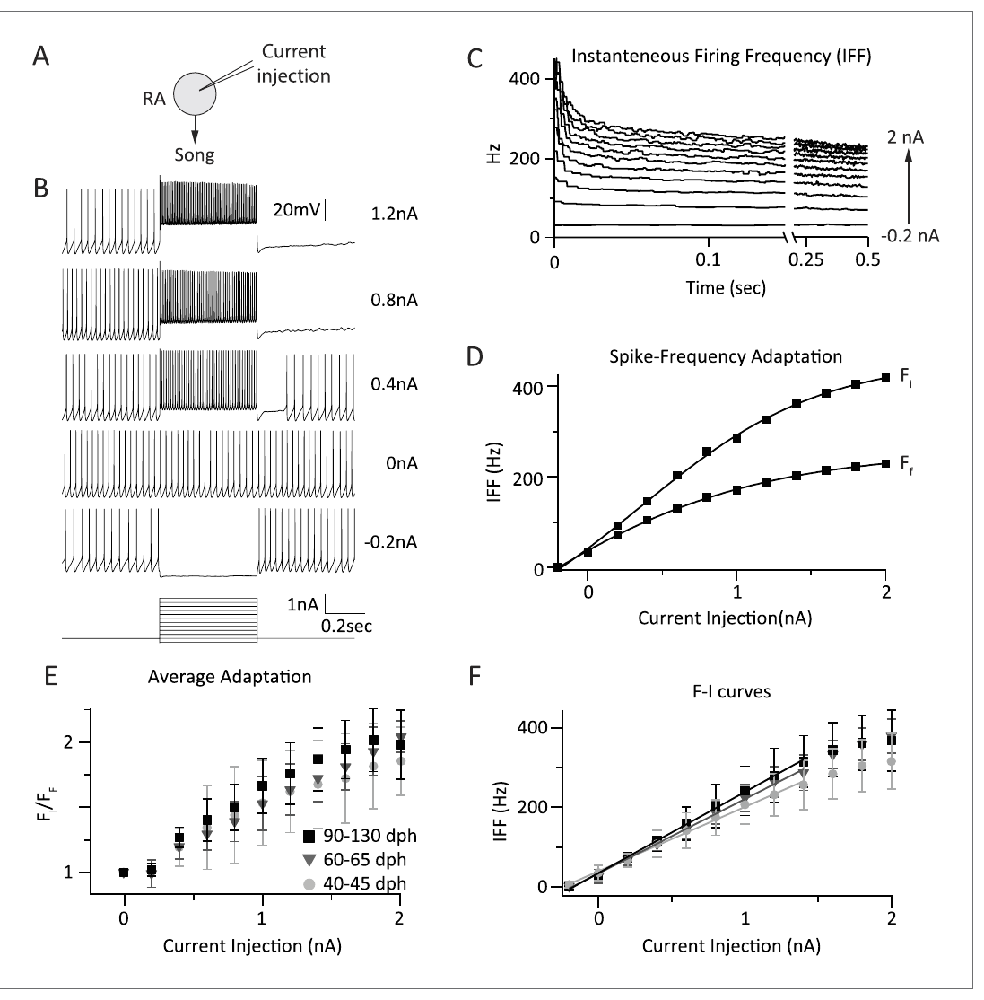 A
Current
injection
RA
Song
B
20mV
1.2nA
0.8nA
0.4nA
0nA
-0.2nA
1nA
0.2sec
C
Instanteneous Firing Frequency (IFF)
400
200
0
Hz
2 nA
-0.2 nA
0
0.1
0.25
0.5
Time (sec)
D
Spike-Frequency Adaptation
400
200
0
IFF (Hz)
Fi
Ff
0
1
2
Current Injection(nA)
E
Average Adaptation
2
1
FI/FF
90-130 dph
60-65 dph
40-45 dph
0
1
2
Current Injection (nA)
F
F-I curves
400
200
0
IFF (Hz)
0
1
2
Current Injection (nA)